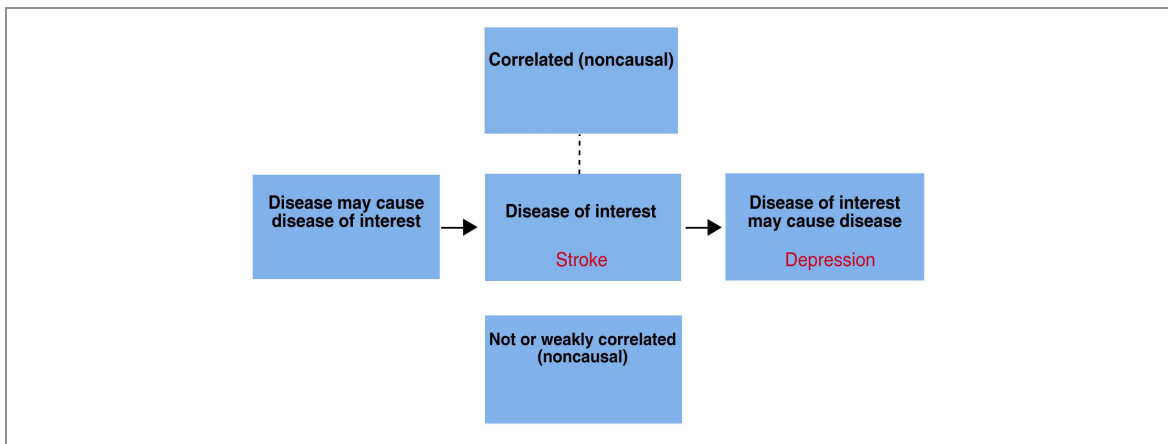 Correlated (noncausal)
Disease may cause
disease of interest
Disease of interest
Stroke
Disease of interest
may cause disease
Depression
Not or weakly correlated
(noncausal)